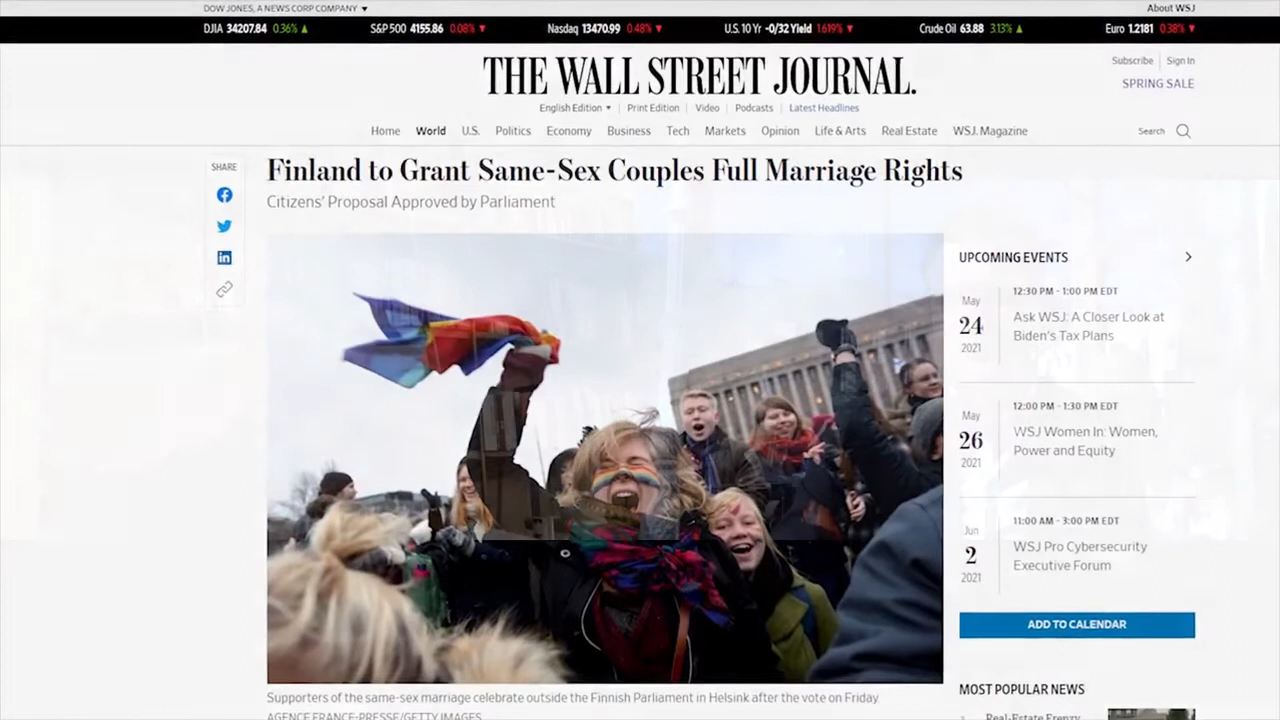 DOW JONES, A NEWS CORP COMPANY
About WSJ
DJIA 34207.84 0.36% S&P 500 4155.86 0.08% Nasdaq 13470.99 0.48% U.S. 10 Yr -0/32 Yield 1.619% Crude Oil 63.88 3.13% Euro 1.2181 0.38%
THE WALL STREET JOURNAL.
Subscribe Sign In
SPRING SALE
English Edition Print Edition Video Podcasts Latest Headlines
Home World U.S. Politics Economy Business Tech Markets Opinion Life & Arts Real Estate WSJ. Magazine Search
SHARE
Finland to Grant Same-Sex Couples Full Marriage Rights
Citizens' Proposal Approved by Parliament
UPCOMING EVENTS
May
24
2021
12:30 PM - 1:00 PM EDT
Ask WSJ: A Closer Look at
Biden's Tax Plans
May
26
2021
12:00 PM - 1:30 PM EDT
WSJ Women In: Women,
Power and Equity
Jun
2
2021
11:00 AM - 3:00 PM EDT
WSJ Pro Cybersecurity
Executive Forum
ADD TO CALENDAR
Supporters of the same-sex marriage celebrate outside the Finnish Parliament in Helsink after the vote on Friday
AGENCE FRANCE-PRESSE/GETTY IMAGES
MOST POPULAR NEWS
Real-Estate Frenzy